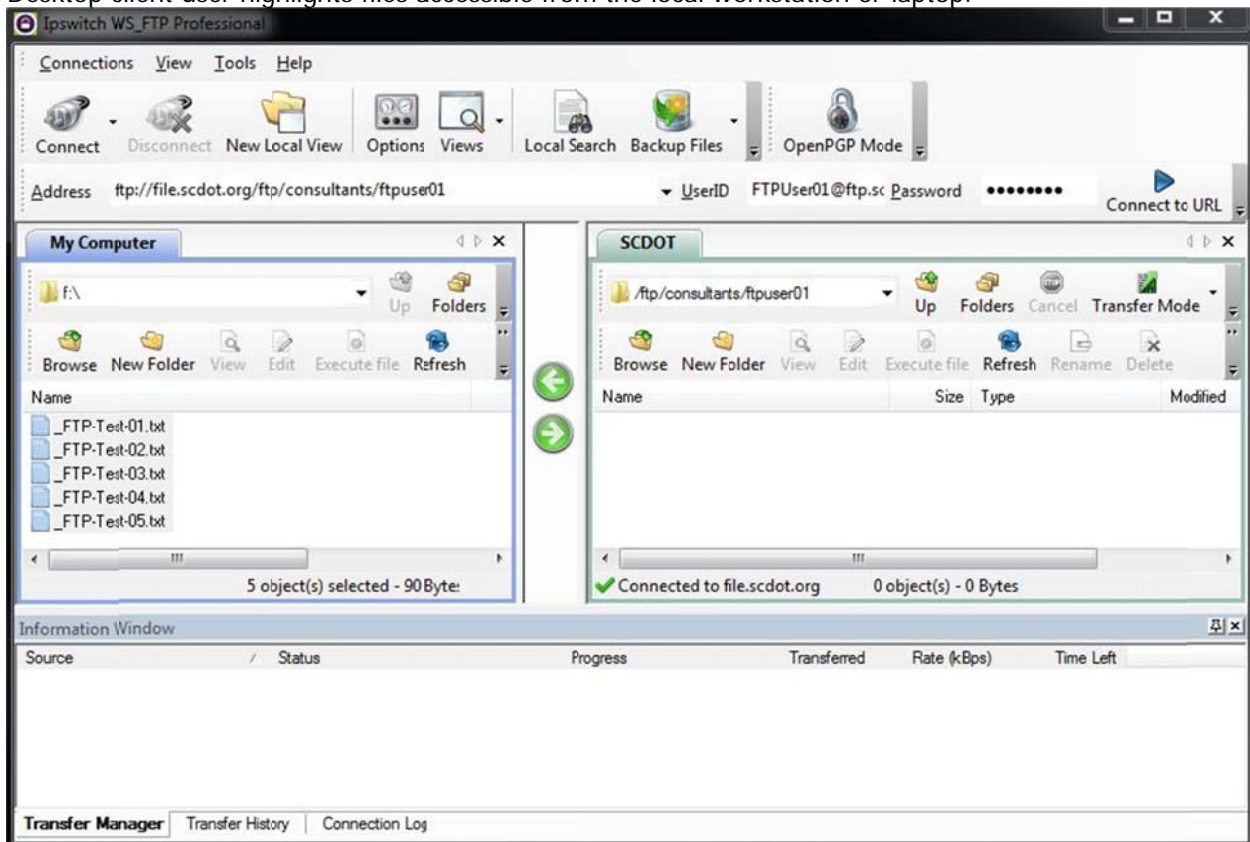 Desktop client user highlights files accessible from the local workstation or laptop.
Ipswitch WS_FTP Professional
Connections View Tools Help
Connect Disconnect New Local View Options Views Local Search Backup Files OpenPGP Mode
Address ftp://file.scdot.org/ftp/consultants/ftpuser01 UserID FTPUser01@ftp.sc Password ●●●●●●●● Connect to URL
My Computer
f:\ Up Folders
Browse New Folder View Edit Execute file Refresh
Name
_FTP-Test-01.txt
_FTP-Test-02.txt
_FTP-Test-03.txt
_FTP-Test-04.txt
_FTP-Test-05.txt
5 object(s) selected - 90 Byte:
SCDOT
/ftp/consultants/ftpuser01 Up Folders Cancel Transfer Mode
Browse New Folder View Edit Execute file Refresh Rename Delete
Name Size Type Modified
Connected to file.scdot.org 0 object(s) - 0 Bytes
Information Window
Source Status Progress Transferred Rate (kBps) Time Left
Transfer Manager Transfer History Connection Log